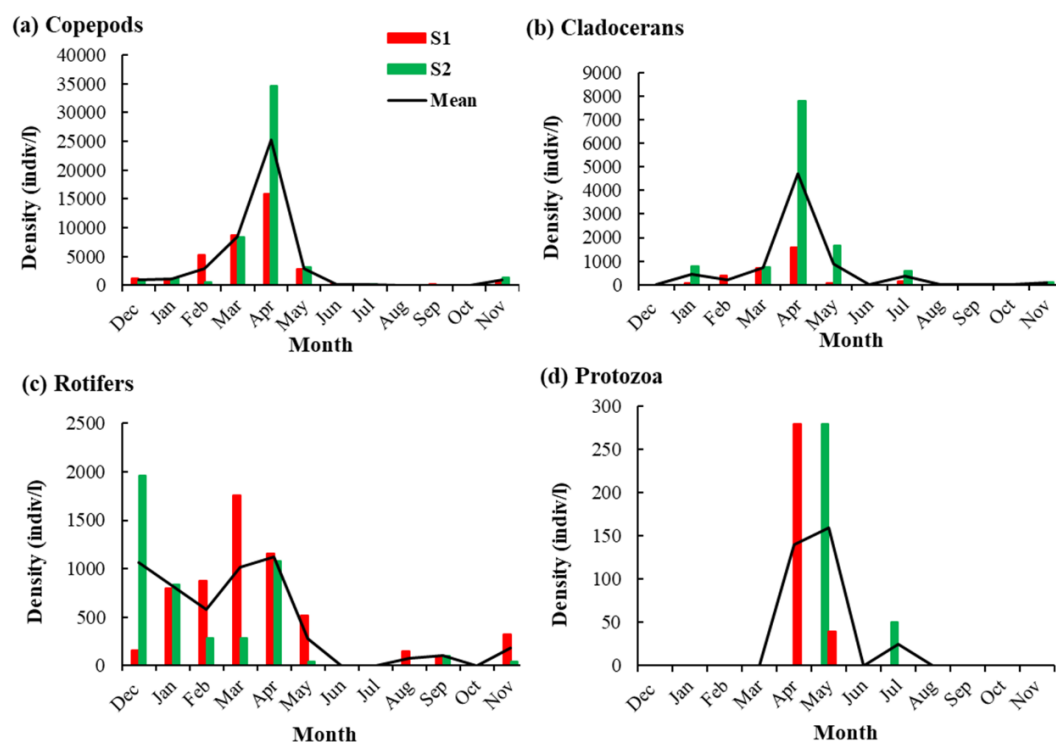 (a) Copepods
S1
S2
Mean
40000
35000
30000
25000
20000
15000
10000
5000
0
Density (indiv/l)
Dec Jan Feb Mar Apr May Jun Jul Aug Sep Oct Nov
Month
(b) Cladocerans
9000
8000
7000
6000
5000
4000
3000
2000
1000
0
Density (indiv/l)
Dec Jan Feb Mar Apr May Jun Jul Aug Sep Oct Nov
Month
(c) Rotifers
2500
2000
1500
1000
500
0
Density (indiv/l)
Dec Jan Feb Mar Apr May Jun Jul Aug Sep Oct Nov
Month
(d) Protozoa
300
250
200
150
100
50
0
Density (indiv/l)
Dec Jan Feb Mar Apr May Jun Jul Aug Sep Oct Nov
Month